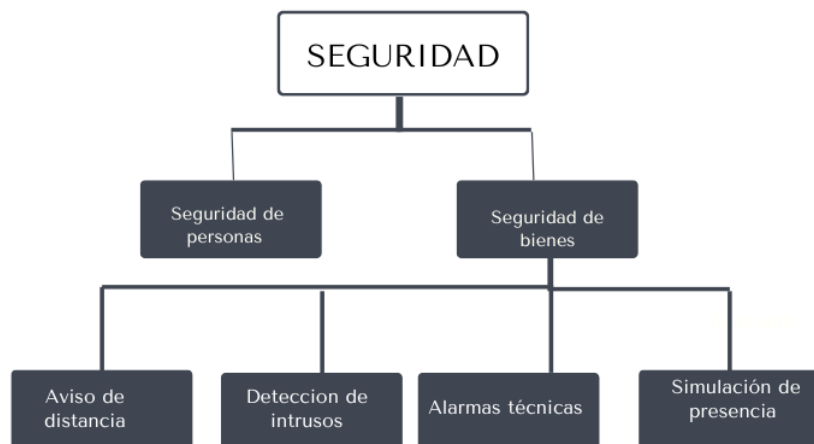 SEGURIDAD
Seguridad de
personas
Seguridad de
bienes
Aviso de
distancia
Deteccion de
intrusos
Alarmas técnicas
Simulación de
presencia